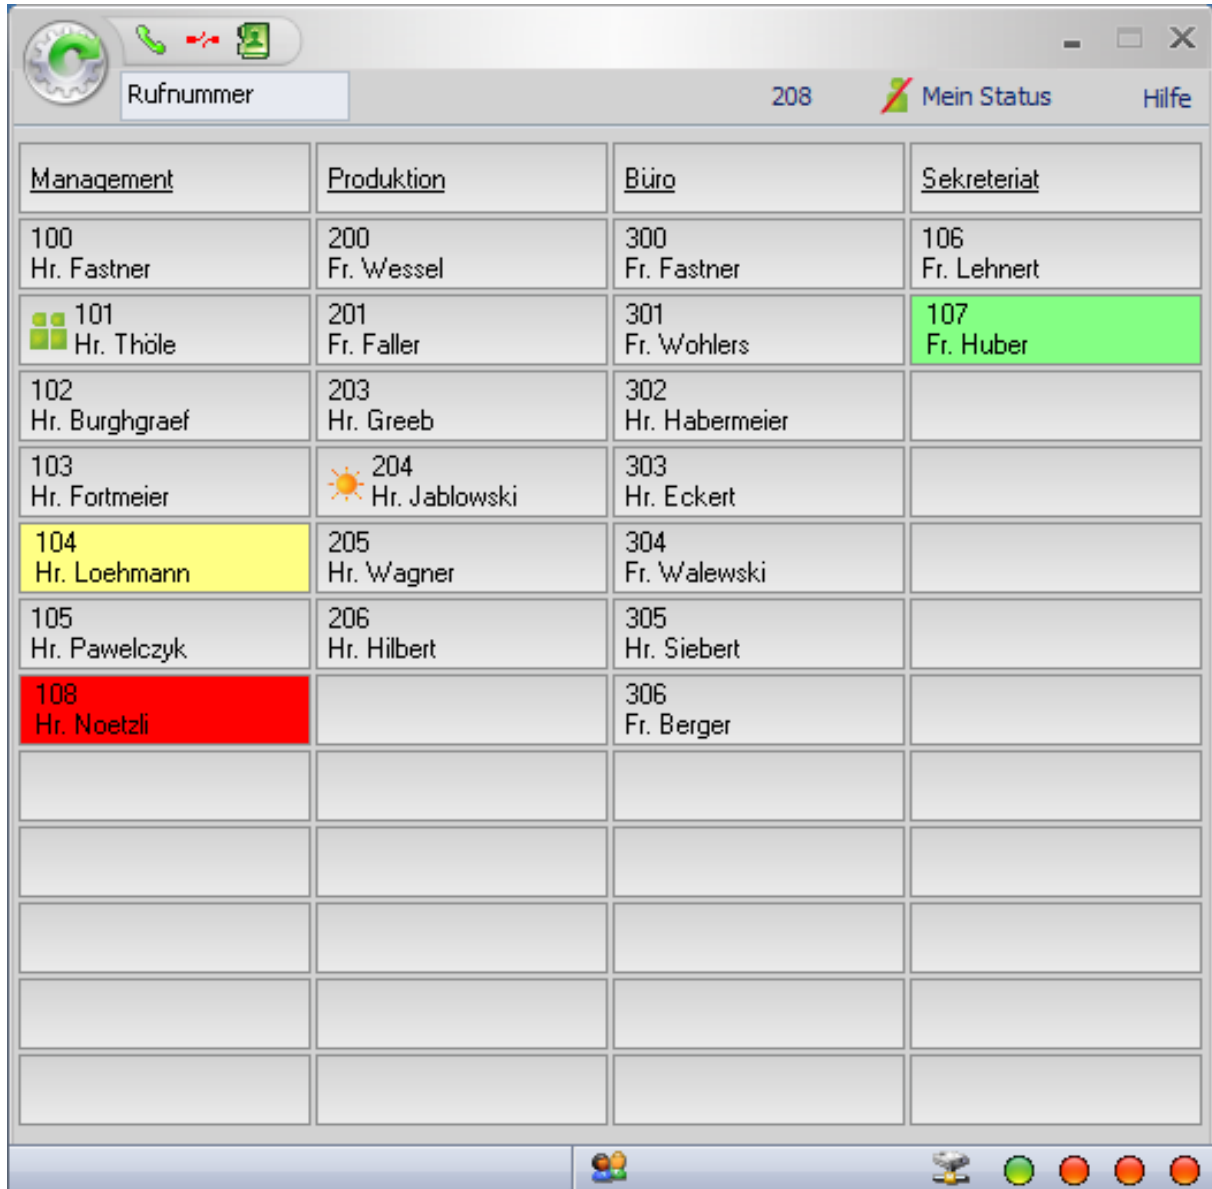 Rufnummer
208
Mein Status
Hilfe
Management
Produktion
Büro
Sekreteriat
100
Hr. Fastner
200
Fr. Wessel
300
Fr. Fastner
106
Fr. Lehnert
101
Hr. Thöle
201
Fr. Faller
301
Fr. Wohlers
107
Fr. Huber
102
Hr. Burghgraef
203
Hr. Greeb
302
Hr. Habermeier
103
Hr. Fortmeier
204
Hr. Jablowski
303
Hr. Eckert
104
Hr. Loehmann
205
Hr. Wagner
304
Fr. Walewski
105
Hr. Pawelczyk
206
Hr. Hilbert
305
Hr. Siebert
108
Hr. Noetzli
306
Fr. Berger